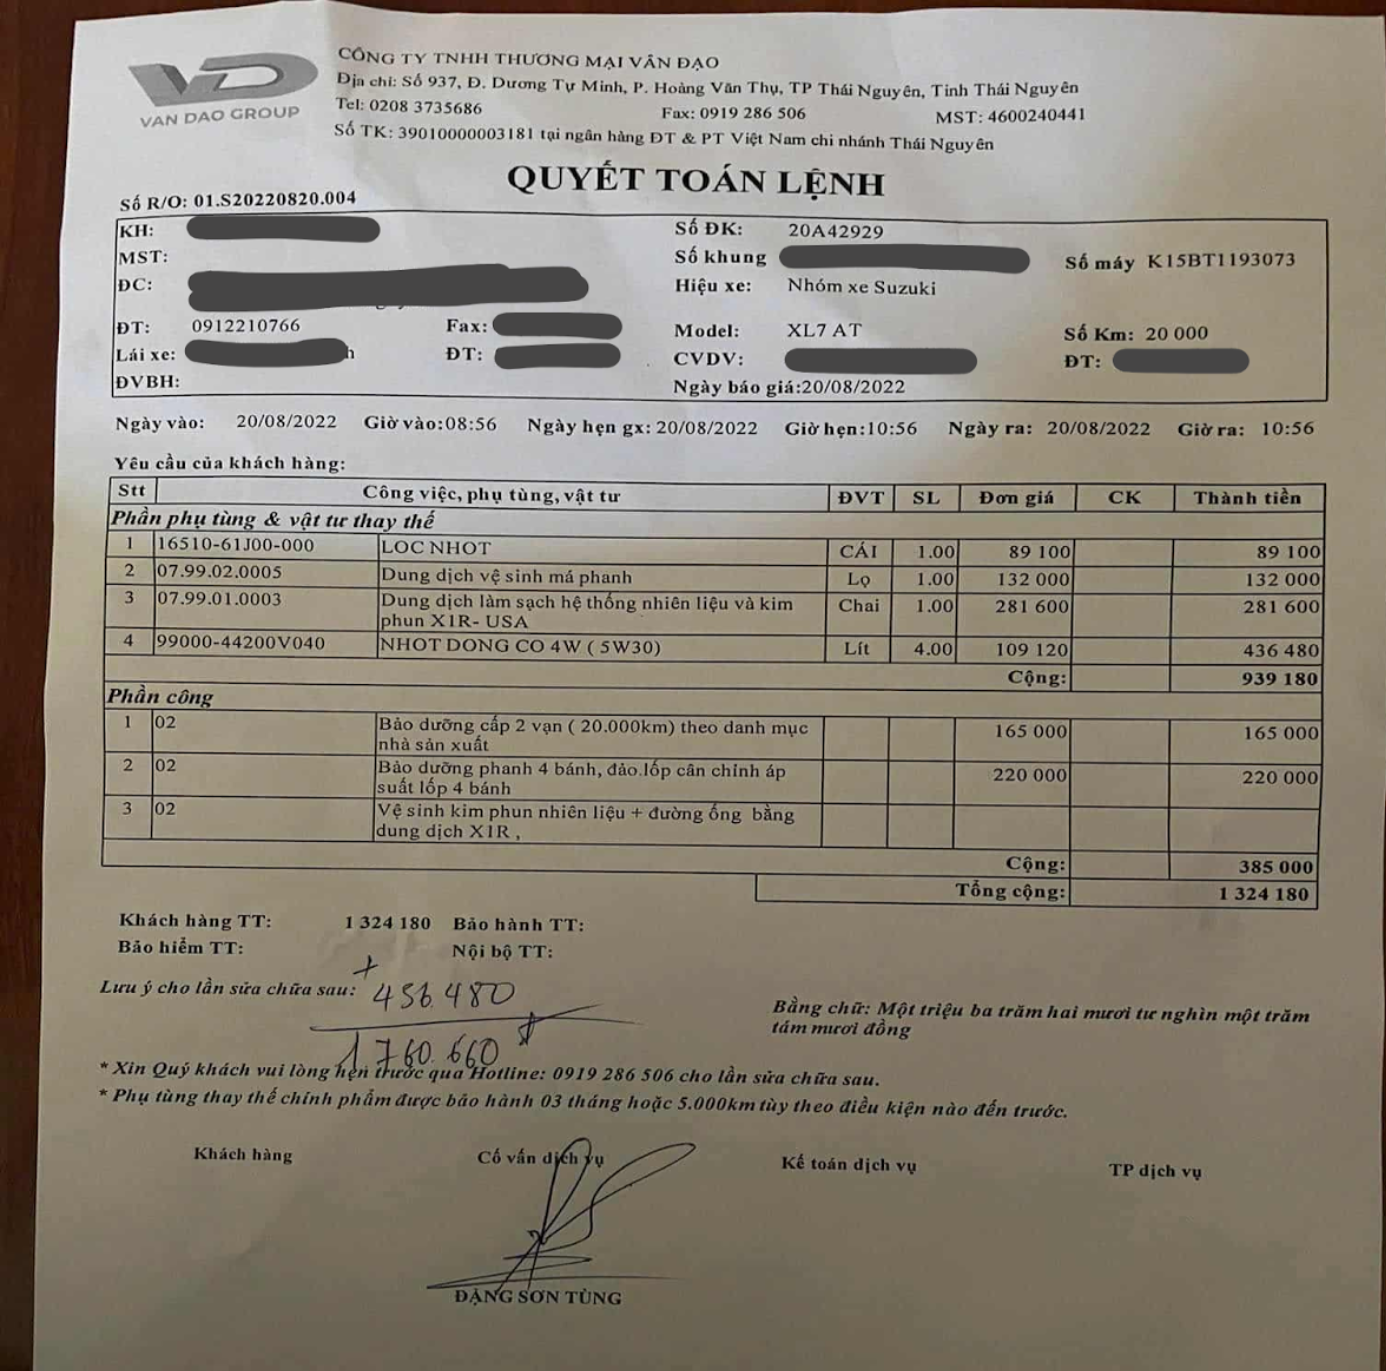 VD
VAN DAO GROUP
CÔNG TY TNHH THƯƠNG MẠI VÂN ĐẠO
Địa chỉ: Số 937, Đ. Dương Tự Minh, P. Hoàng Văn Thụ, TP Thái Nguyên, Tỉnh Thái Nguyên
Tel: 0208 3735686 Fax: 0919 286 506 MST: 4600240441
Số TK: 39010000003181 tại ngân hàng ĐT & PT Việt Nam chi nhánh Thái Nguyên
QUYẾT TOÁN LỆNH
Số R/O: 01.S20220820.004
KH: Số ĐK: 20A42929
MST: Số khung Số máy K15BT1193073
ĐC: Hiệu xe: Nhóm xe Suzuki
ĐT: 0912210766 Fax: Model: XL7 AT Số Km: 20 000
Lái xe: h ĐT: CVDV: ĐT:
ĐVBH: Ngày báo giá:20/08/2022
Ngày vào: 20/08/2022 Giờ vào:08:56 Ngày hẹn gx: 20/08/2022 Giờ hẹn:10:56 Ngày ra: 20/08/2022 Giờ ra: 10:56
Yêu cầu của khách hàng:
Stt Công việc, phụ tùng, vật tư ĐVT SL Đơn giá CK Thành tiền
Phần phụ tùng & vật tư thay thế
1 16510-61J00-000 LOC NHOT CÁI 1.00 89 100 89 100
2 07.99.02.0005 Dung dịch vệ sinh má phanh Lọ 1.00 132 000 132 000
3 07.99.01.0003 Dung dịch làm sạch hệ thống nhiên liệu và kim Chai 1.00 281 600 281 600
phun X1R- USA
4 99000-44200V040 NHOT DONG CO 4W ( 5W30) Lít 4.00 109 120 436 480
Cộng: 939 180
Phần công
1 02 Bảo dưỡng cấp 2 vạn ( 20.000km) theo danh mục 165 000 165 000
nhà sản xuất
2 02 Bảo dưỡng phanh 4 bánh, đảo.lốp cân chỉnh áp 220 000 220 000
suất lốp 4 bánh
3 02 Vệ sinh kim phun nhiên liệu + đường ống bằng
dung dịch X1R ,
Cộng: 385 000
Tổng cộng: 1 324 180
Khách hàng TT: 1 324 180 Bảo hành TT:
Bảo hiểm TT: Nội bộ TT:
Lưu ý cho lần sửa chữa sau: + 436.480
Bằng chữ: Một triệu ba trăm hai mươi tư nghìn một trăm
tám mươi đồng
1.760.660 đ
* Xin Quý khách vui lòng hẹn trước qua Hotline: 0919 286 506 cho lần sửa chữa sau.
* Phụ tùng thay thế chính phẩm được bảo hành 03 tháng hoặc 5.000km tùy theo điều kiện nào đến trước.
Khách hàng Cố vấn dịch vụ Kế toán dịch vụ TP dịch vụ
ĐẶNG SƠN TÙNG